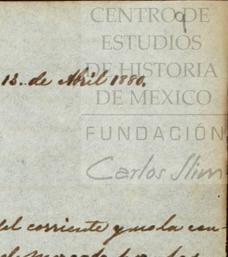 CENTRO DE
9
ESTUDIOS
DE HISTORIA
13. de Abril 1880.
DE MEXICO
FUNDACIÓN
Carlos Slim
del corriente y no la con-